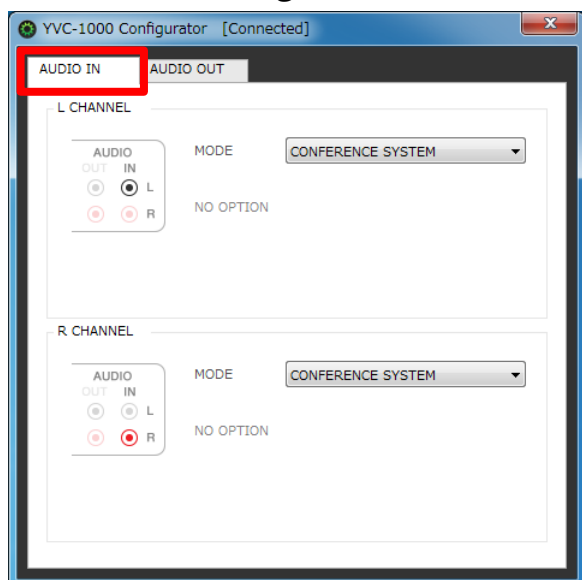 YVC-1000 Configurator [Connected]
AUDIO IN AUDIO OUT
L CHANNEL
AUDIO
OUT IN
L
R
MODE CONFERENCE SYSTEM
NO OPTION
R CHANNEL
AUDIO
OUT IN
L
R
MODE CONFERENCE SYSTEM
NO OPTION